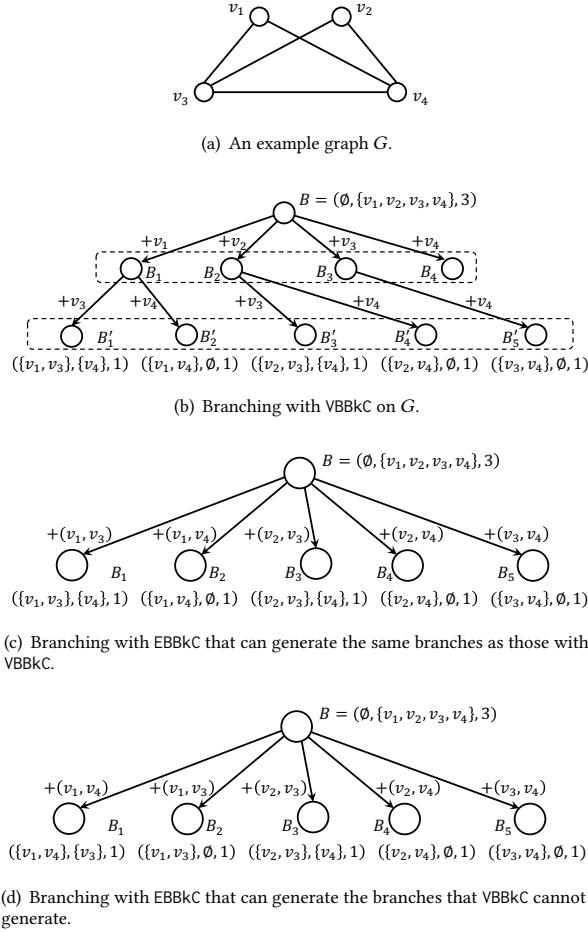 v₁ v₂
v₃ v₄
(a) An example graph G.
B = (∅, {v₁, v₂, v₃, v₄}, 3)
+v₁ +v₂ +v₃ +v₄
B₁ B₂ B₃ B₄
+v₃ +v₄ +v₃ +v₄ +v₄
B₁′ B₂′ B₃′ B₄′ B₅′
({v₁, v₃}, {v₄}, 1) ({v₁, v₄}, ∅, 1) ({v₂, v₃}, {v₄}, 1) ({v₂, v₄}, ∅, 1) ({v₃, v₄}, ∅, 1)
(b) Branching with VBBkC on G.
B = (∅, {v₁, v₂, v₃, v₄}, 3)
+(v₁, v₃) +(v₁, v₄) +(v₂, v₃) +(v₂, v₄) +(v₃, v₄)
B₁ B₂ B₃ B₄ B₅
({v₁, v₃}, {v₄}, 1) ({v₁, v₄}, ∅, 1) ({v₂, v₃}, {v₄}, 1) ({v₂, v₄}, ∅, 1) ({v₃, v₄}, ∅, 1)
(c) Branching with EBBkC that can generate the same branches as those with
VBBkC.
B = (∅, {v₁, v₂, v₃, v₄}, 3)
+(v₁, v₄) +(v₁, v₃) +(v₂, v₃) +(v₂, v₄) +(v₃, v₄)
B₁ B₂ B₃ B₄ B₅
({v₁, v₄}, {v₃}, 1) ({v₁, v₃}, ∅, 1) ({v₂, v₃}, {v₄}, 1) ({v₂, v₄}, ∅, 1) ({v₃, v₄}, ∅, 1)
(d) Branching with EBBkC that can generate the branches that VBBkC cannot
generate.